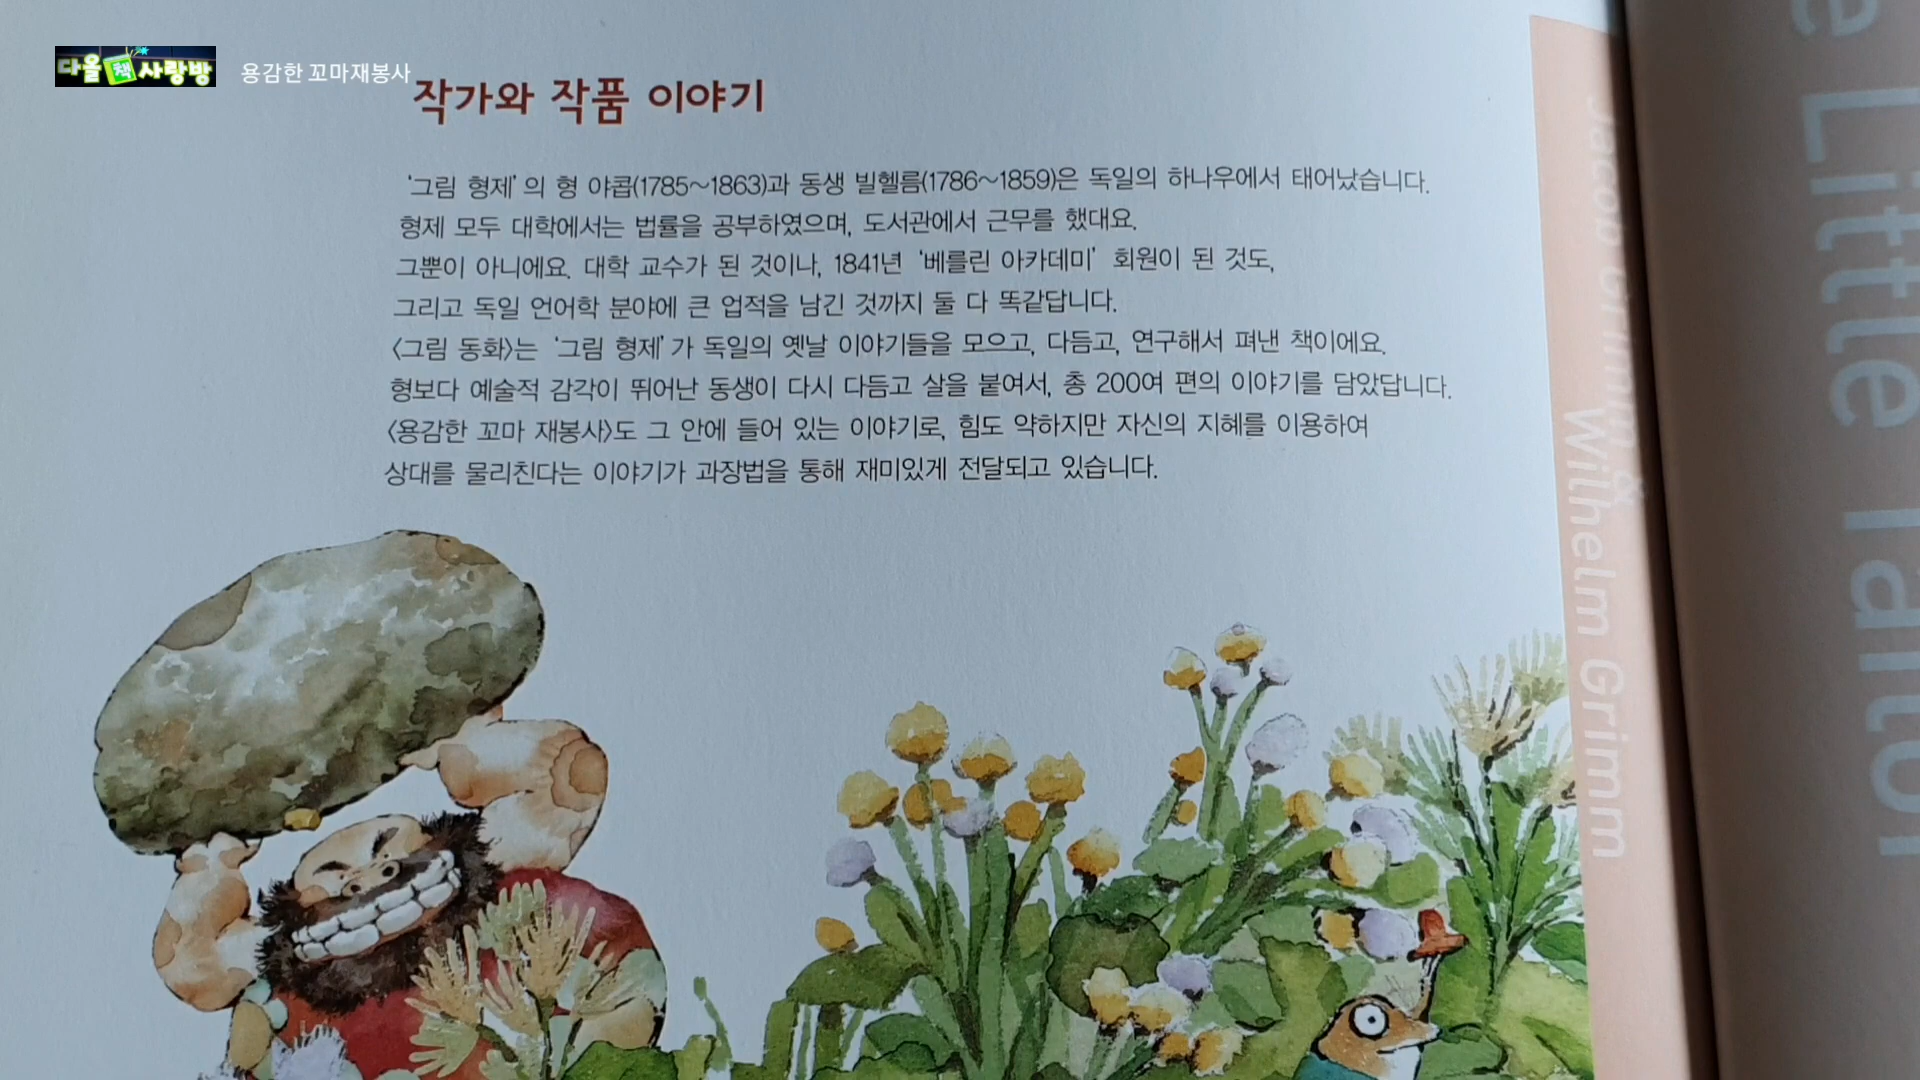 다올책사랑방
용감한 꼬마재봉사
작가와 작품 이야기
‘그림 형제’의 형 야콥(1785~1863)과 동생 빌헬름(1786~1859)은 독일의 하나우에서 태어났습니다.
형제 모두 대학에서는 법률을 공부하였으며, 도서관에서 근무를 했대요.
그뿐이 아니에요. 대학 교수가 된 것이나, 1841년 ‘베를린 아카데미’ 회원이 된 것도,
그리고 독일 언어학 분야에 큰 업적을 남긴 것까지 둘 다 똑같답니다.
〈그림 동화〉는 ‘그림 형제’가 독일의 옛날 이야기들을 모으고, 다듬고, 연구해서 펴낸 책이에요.
형보다 예술적 감각이 뛰어난 동생이 다시 다듬고 살을 붙여서, 총 200여 편의 이야기를 담았답니다.
〈용감한 꼬마 재봉사〉도 그 안에 들어 있는 이야기로, 힘도 약하지만 자신의 지혜를 이용하여
상대를 물리친다는 이야기가 과장법을 통해 재미있게 전달되고 있습니다.
Jacob Grimm &
Wilhelm Grimm
e Little Tailor